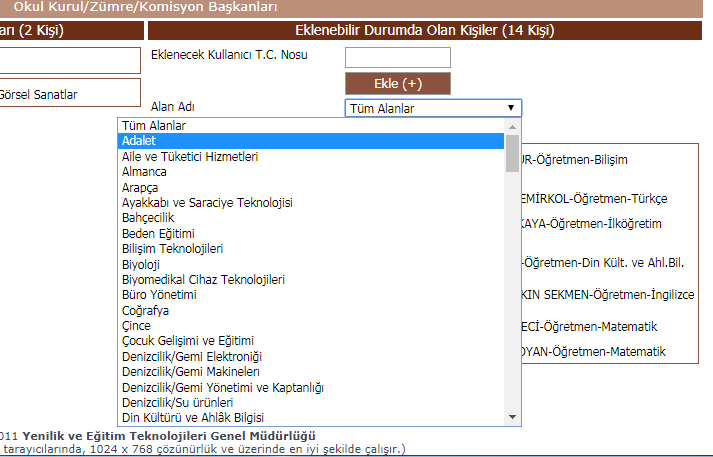 Okul Kurul/Zümre/Komisyon Başkanları
arı (2 Kişi)
Eklenebilir Durumda Olan Kişiler (14 Kişi)
Eklenecek Kullanıcı T.C. Nosu
Ekle (+)
Görsel Sanatlar
Alan Adı
Tüm Alanlar
Tüm Alanlar
Adalet
Aile ve Tüketici Hizmetleri
Almanca
Arapça
Ayakkabı ve Saraciye Teknolojisi
Bahçecilik
Beden Eğitimi
Bilişim Teknolojileri
Biyoloji
Biyomedikal Cihaz Teknolojileri
Büro Yönetimi
Coğrafya
Çince
Çocuk Gelişimi ve Eğitimi
Denizcilik/Gemi Elektroniği
Denizcilik/Gemi Makineleri
Denizcilik/Gemi Yönetimi ve Kaptanlığı
Denizcilik/Su ürünleri
Din Kültürü ve Ahlâk Bilgisi
UR-Öğretmen-Bilişim
EMİRKOL-Öğretmen-Türkçe
KAYA-Öğretmen-İlköğretim
-Öğretmen-Din Kült. ve Ahl.Bil.
KIN SEKMEN-Öğretmen-İngilizce
ECİ-Öğretmen-Matematik
OYAN-Öğretmen-Matematik
011 Yenilik ve Eğitim Teknolojileri Genel Müdürlüğü
tarayıcılarında, 1024 x 768 çözünürlük ve üzerinde en iyi şekilde çalışır.)